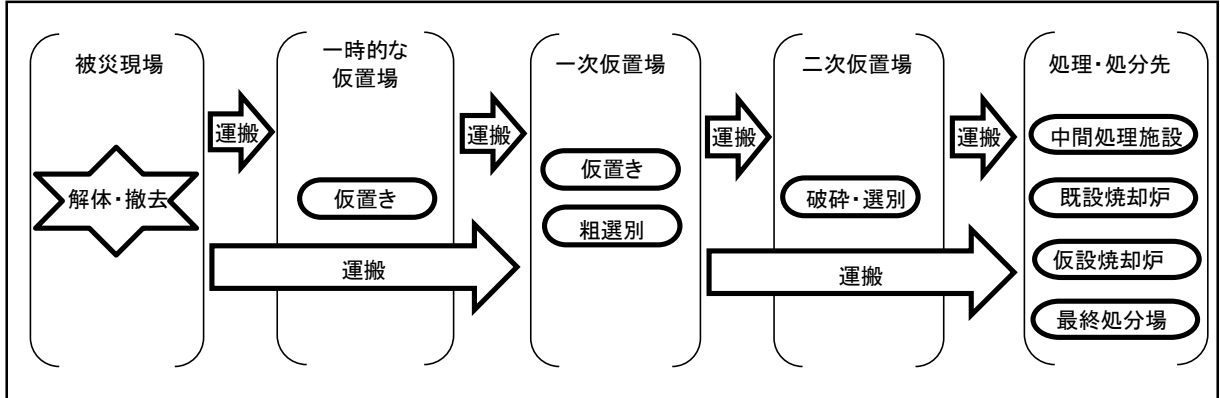 被災現場
解体・撤去
運搬
運搬
一時的な
仮置場
仮置き
運搬
一次仮置場
仮置き
粗選別
運搬
運搬
二次仮置場
破砕・選別
運搬
処理・処分先
中間処理施設
既設焼却炉
仮設焼却炉
最終処分場